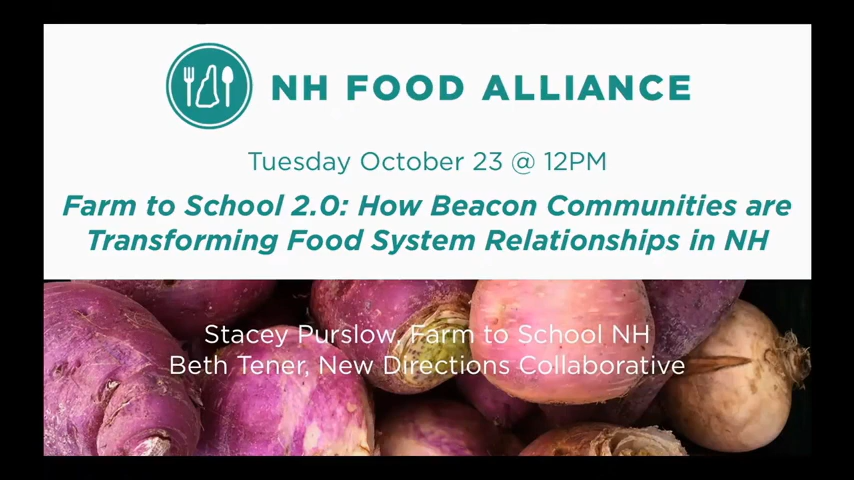 NH FOOD ALLIANCE
Tuesday October 23 @ 12PM
Farm to School 2.0: How Beacon Communities are
Transforming Food System Relationships in NH
Stacey Purslow, Farm to School NH
Beth Tener, New Directions Collaborative